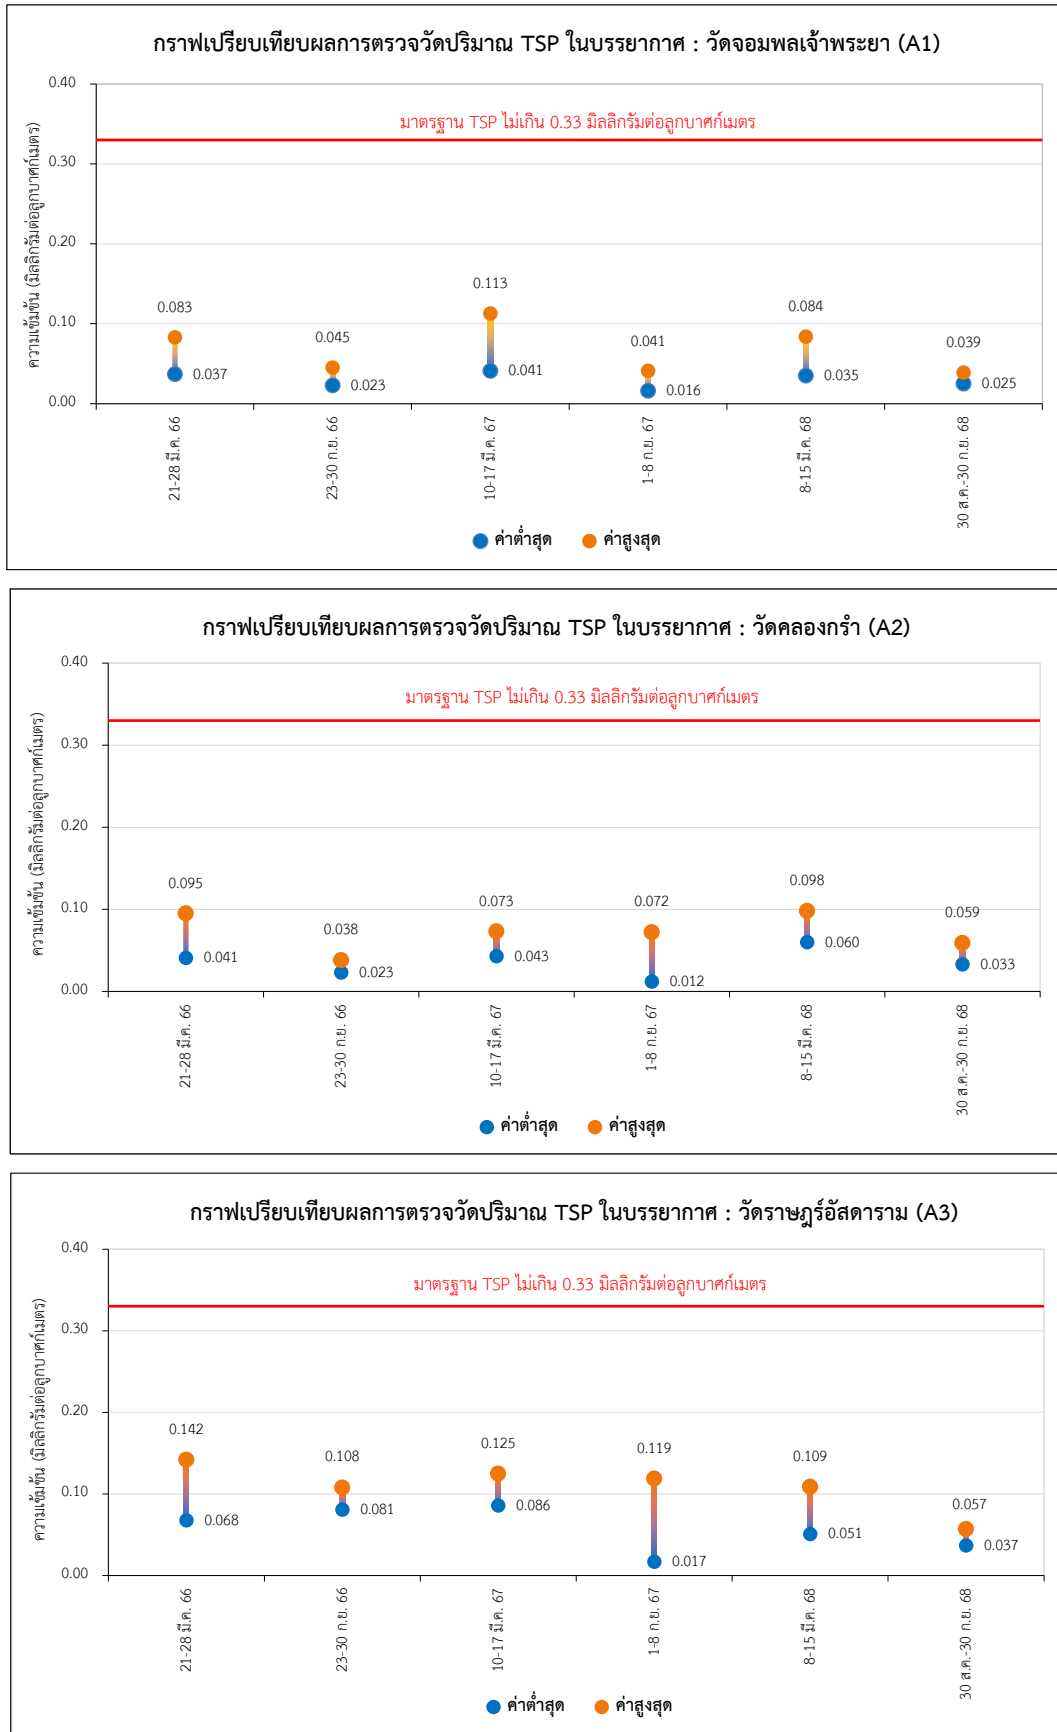 กราฟเปรียบเทียบผลการตรวจวัดปริมาณ TSP ในบรรยากาศ : วัดจอมพลเจ้าพระยา (A1)
ความเข้มข้น (มิลลิกรัมต่อลูกบาศก์เมตร)
0.40
0.30
0.20
0.10
0.00
มาตรฐาน TSP ไม่เกิน 0.33 มิลลิกรัมต่อลูกบาศก์เมตร
0.083
0.045
0.113
0.041
0.084
0.039
0.037
0.023
0.041
0.016
0.035
0.025
21-28 มี.ค. 66
23-30 ก.ย. 66
10-17 มี.ค. 67
1-8 ก.ย. 67
8-15 มี.ค. 68
30 ส.ค.-30 ก.ย. 68
ค่าต่ำสุด
ค่าสูงสุด
กราฟเปรียบเทียบผลการตรวจวัดปริมาณ TSP ในบรรยากาศ : วัดคลองกรำ (A2)
ความเข้มข้น (มิลลิกรัมต่อลูกบาศก์เมตร)
0.40
0.30
0.20
0.10
0.00
มาตรฐาน TSP ไม่เกิน 0.33 มิลลิกรัมต่อลูกบาศก์เมตร
0.095
0.038
0.073
0.072
0.098
0.059
0.041
0.023
0.043
0.012
0.060
0.033
21-28 มี.ค. 66
23-30 ก.ย. 66
10-17 มี.ค. 67
1-8 ก.ย. 67
8-15 มี.ค. 68
30 ส.ค.-30 ก.ย. 68
ค่าต่ำสุด
ค่าสูงสุด
กราฟเปรียบเทียบผลการตรวจวัดปริมาณ TSP ในบรรยากาศ : วัดราษฎร์อัสดาราม (A3)
ความเข้มข้น (มิลลิกรัมต่อลูกบาศก์เมตร)
0.40
0.30
0.20
0.10
0.00
มาตรฐาน TSP ไม่เกิน 0.33 มิลลิกรัมต่อลูกบาศก์เมตร
0.142
0.108
0.125
0.119
0.109
0.057
0.068
0.081
0.086
0.017
0.051
0.037
21-28 มี.ค. 66
23-30 ก.ย. 66
10-17 มี.ค. 67
1-8 ก.ย. 67
8-15 มี.ค. 68
30 ส.ค.-30 ก.ย. 68
ค่าต่ำสุด
ค่าสูงสุด